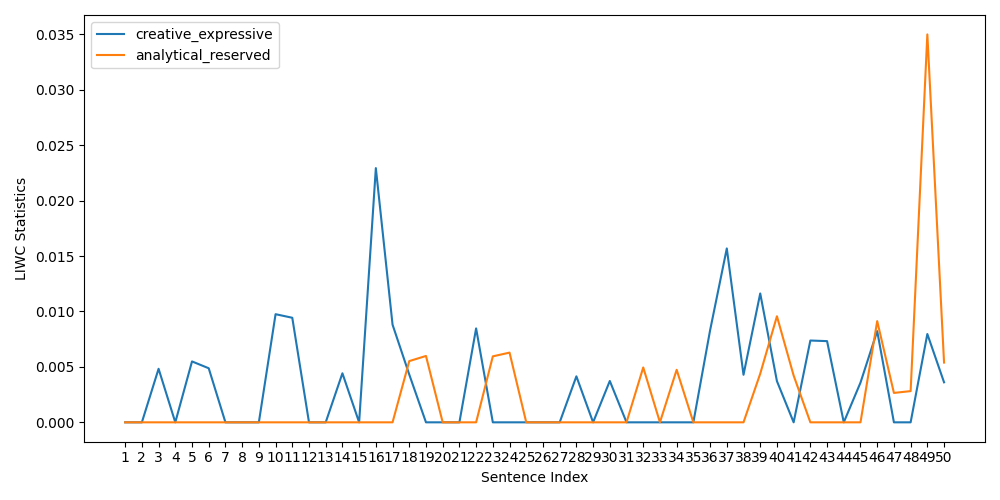 creative_expressive
analytical_reserved
0.035
0.030
0.025
0.020
0.015
0.010
0.005
0.000
LIWC Statistics
1 2 3 4 5 6 7 8 9 10 11 12 13 14 15 16 17 18 19 20 21 22 23 24 25 26 27 28 29 30 31 32 33 34 35 36 37 38 39 40 41 42 43 44 45 46 47 48 49 50
Sentence Index